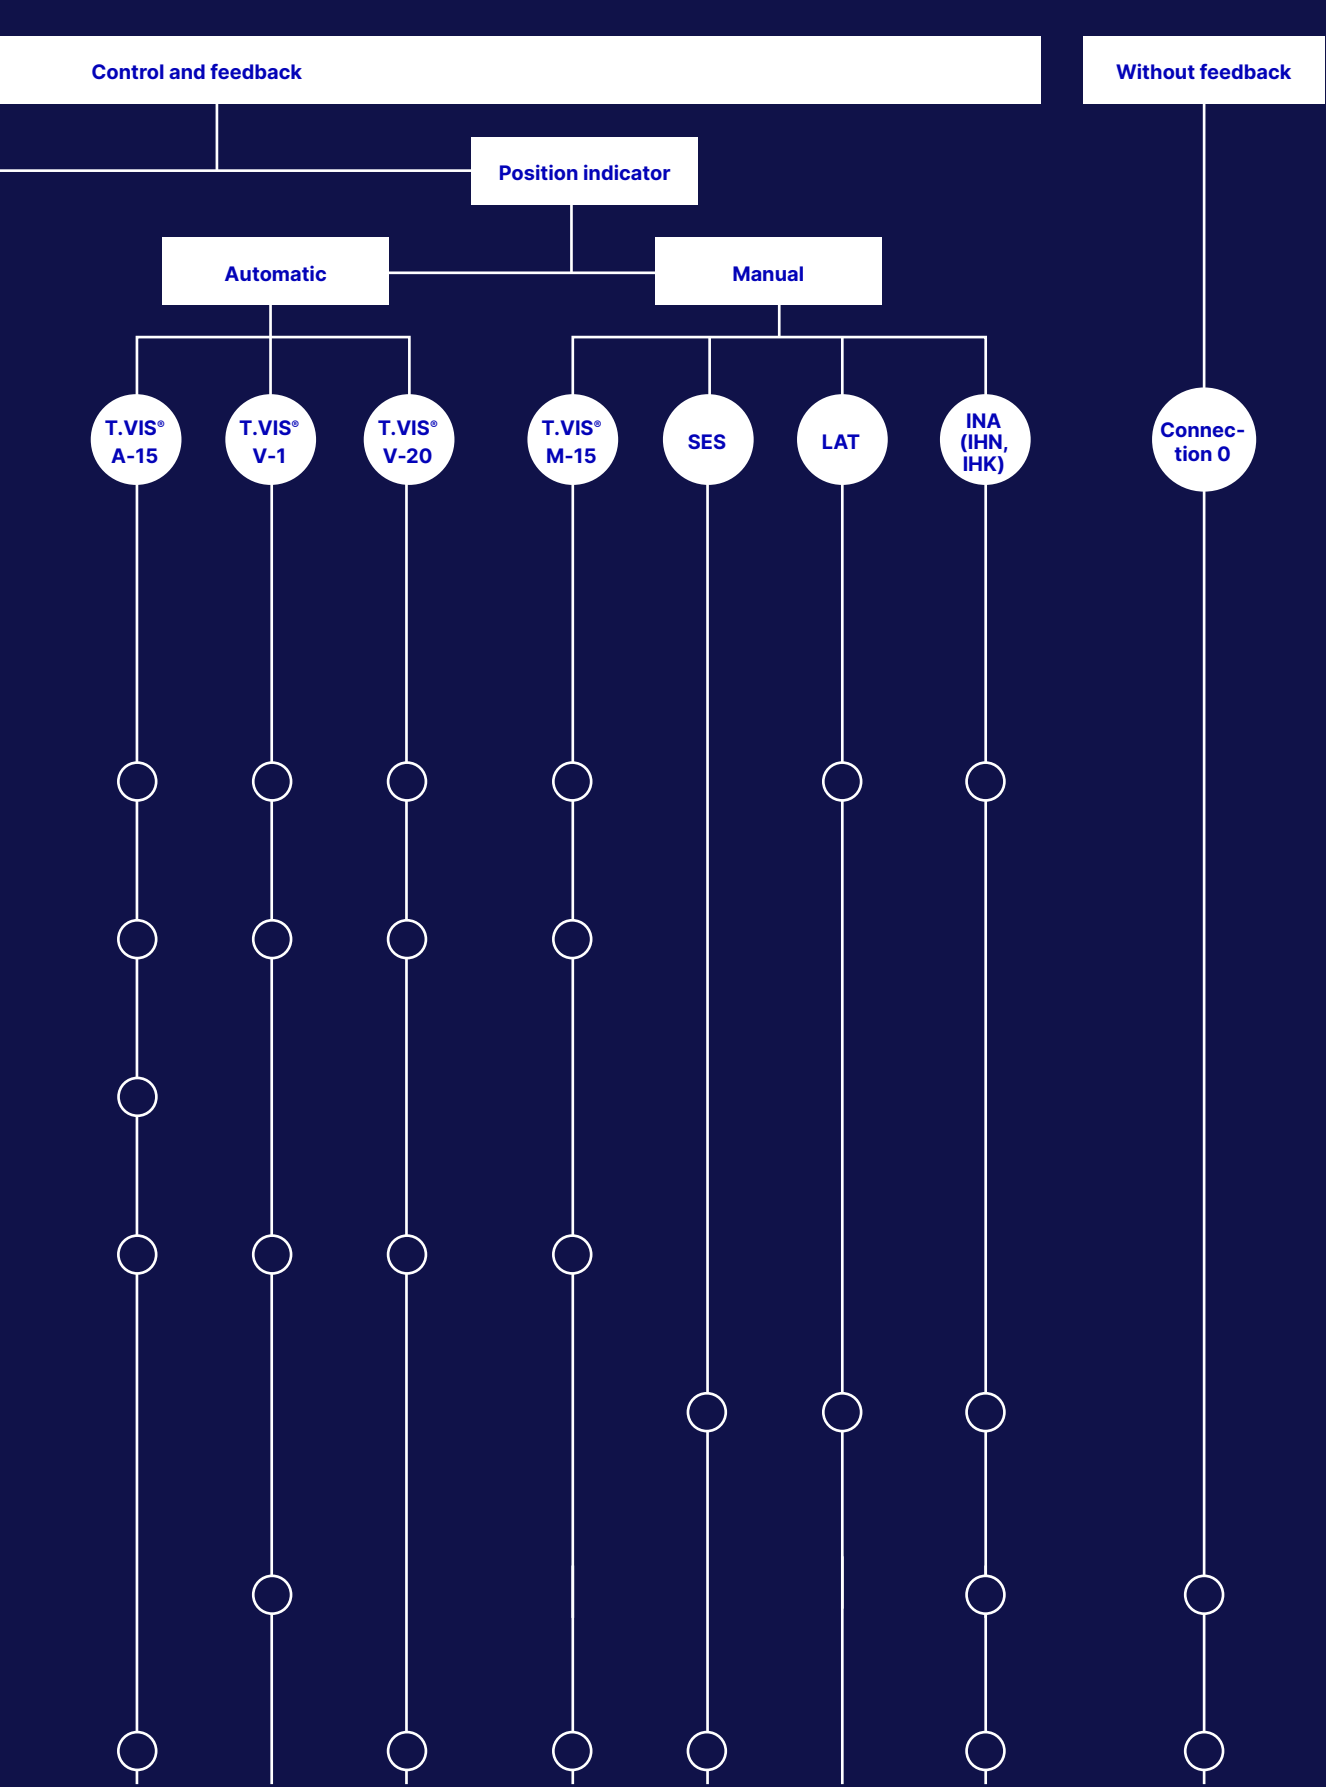 Control and feedback
Without feedback
Position indicator
Automatic
Manual
T.VIS®
A-15
T.VIS®
V-1
T.VIS®
V-20
T.VIS®
M-15
SES
LAT
INA
(IHN,
IHK)
Connec-
tion 0